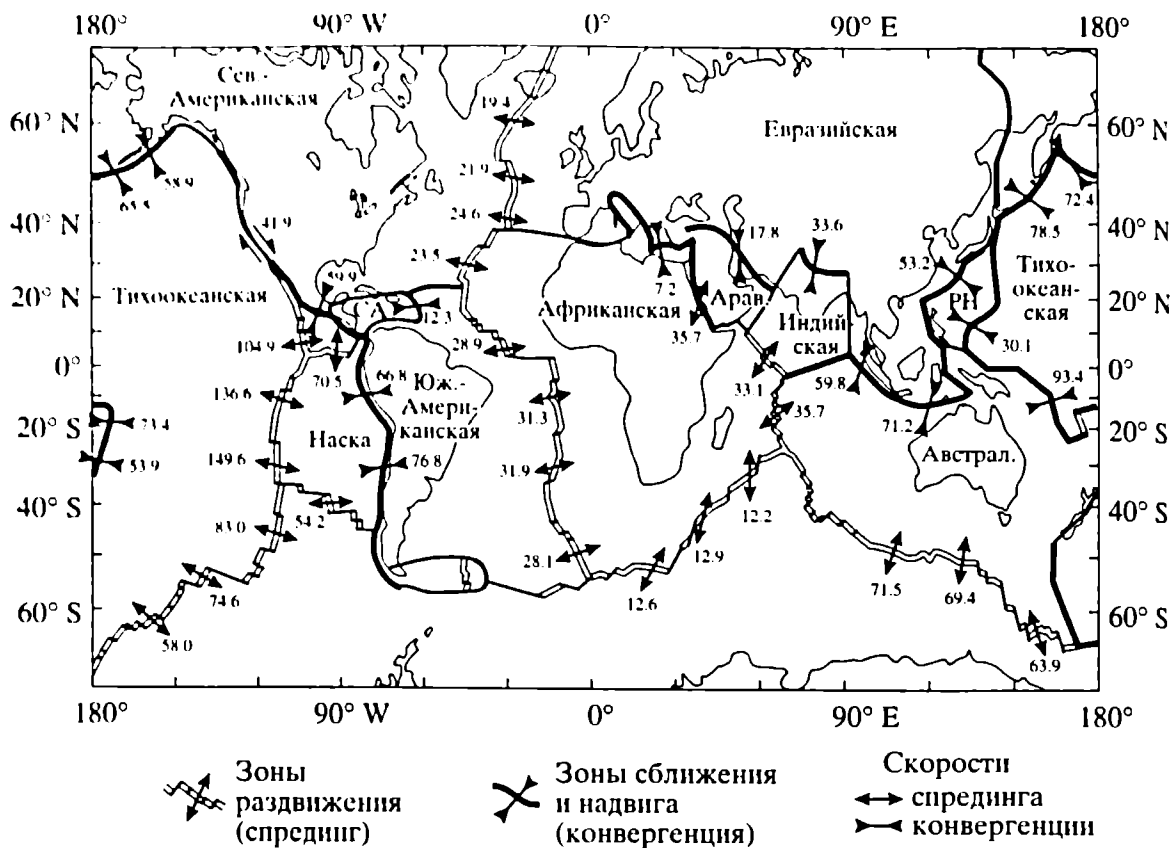 180°
90° W
0°
90° E
180°
Сев.-
Американская
60° N
40° N
20° N
0°
20° S
40° S
60° S
60° N
40° N
20° N
0°
20° S
40° S
60° S
19.4
Евразийская
21.9
58.9
24.6
72.4
41.9
17.8
33.6
78.5
23.5
53.2
Тихо-
океан-
ская
59.9
7.2
Тихоокеанская
Африканская
Арав.
РН
12.3
Индий-
ская
104.9
28.9
35.7
30.1
70.5
66.8
Юж.-
Амери-
канская
33.1
59.8
93.4
136.6
31.3
35.7
71.2
73.4
Наска
Австрал.
149.6
76.8
31.9
53.9
54.2
12.2
83.0
28.1
12.9
74.6
12.6
71.5
69.4
58.0
63.9
180°
90° W
0°
90° E
180°
Зоны
раздвижения
(спрединг)
Зоны сближения
и надвига
(конвергенция)
Скорости
спрединга
конвергенции